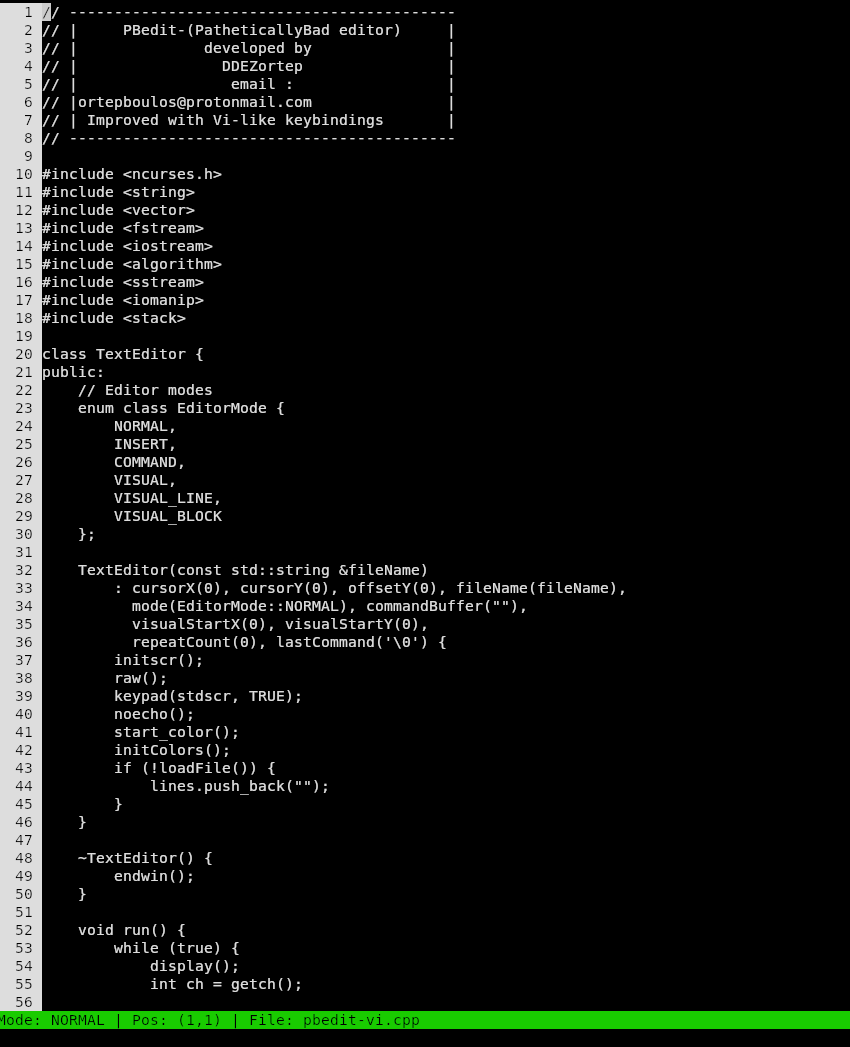 1 // -------------------------------------------
2 // |     PBedit-(PatheticallyBad editor)     |
3 // |              developed by               |
4 // |                DDEZortep                |
5 // |                 email :                 |
6 // |ortepboulos@protonmail.com               |
7 // | Improved with Vi-like keybindings       |
8 // -------------------------------------------
9
10 #include <ncurses.h>
11 #include <string>
12 #include <vector>
13 #include <fstream>
14 #include <iostream>
15 #include <algorithm>
16 #include <sstream>
17 #include <iomanip>
18 #include <stack>
19
20 class TextEditor {
21 public:
22     // Editor modes
23     enum class EditorMode {
24         NORMAL,
25         INSERT,
26         COMMAND,
27         VISUAL,
28         VISUAL_LINE,
29         VISUAL_BLOCK
30     };
31
32     TextEditor(const std::string &fileName)
33         : cursorX(0), cursorY(0), offsetY(0), fileName(fileName),
34           mode(EditorMode::NORMAL), commandBuffer(""),
35           visualStartX(0), visualStartY(0),
36           repeatCount(0), lastCommand('\0') {
37         initscr();
38         raw();
39         keypad(stdscr, TRUE);
40         noecho();
41         start_color();
42         initColors();
43         if (!loadFile()) {
44             lines.push_back("");
45         }
46     }
47
48     ~TextEditor() {
49         endwin();
50     }
51
52     void run() {
53         while (true) {
54             display();
55             int ch = getch();
56
Mode: NORMAL | Pos: (1,1) | File: pbedit-vi.cpp